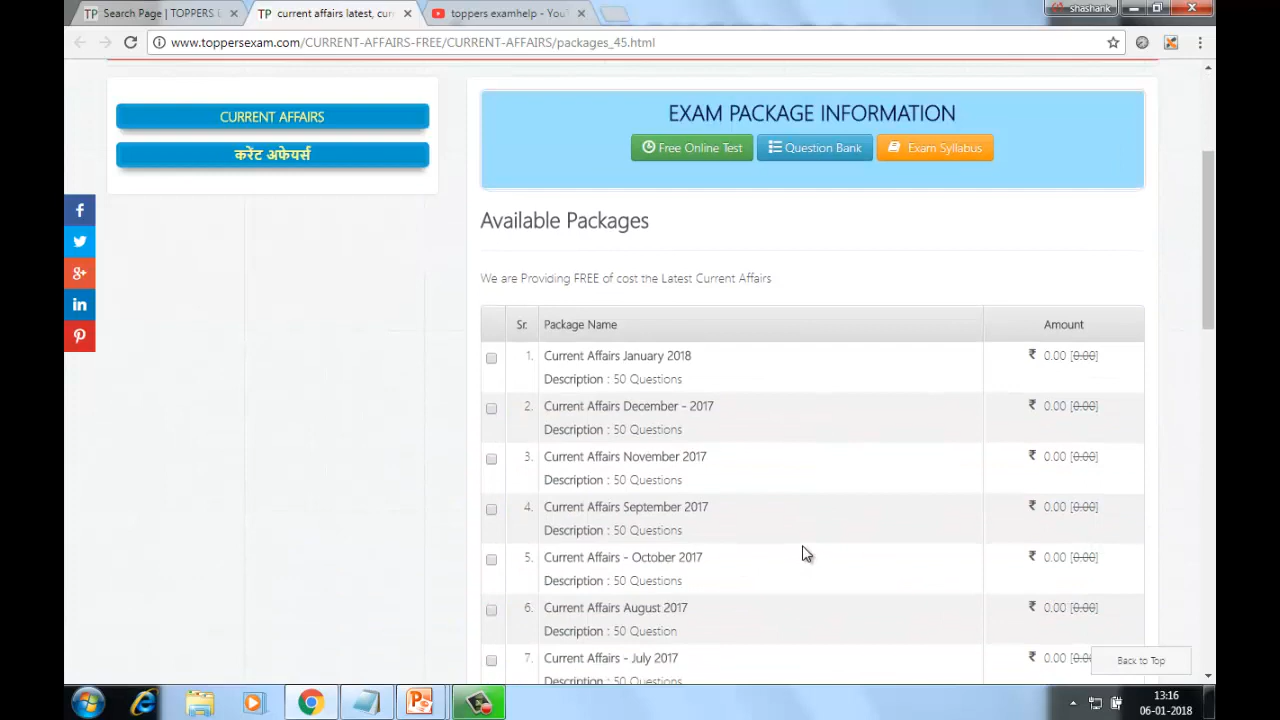 Search Page | TOPPERS
current affairs latest, cur
toppers examhelp - YouT
shashank
www.toppersexam.com/CURRENT-AFFAIRS-FREE/CURRENT-AFFAIRS/packages_45.html
CURRENT AFFAIRS
करेंट अफेयर्स
EXAM PACKAGE INFORMATION
Free Online Test Question Bank Exam Syllabus
Available Packages
We are Providing FREE of cost the Latest Current Affairs
Sr. Package Name Amount
1. Current Affairs January 2018 ₹ 0.00 [0.00]
Description : 50 Questions
2. Current Affairs December - 2017 ₹ 0.00 [0.00]
Description : 50 Questions
3. Current Affairs November 2017 ₹ 0.00 [0.00]
Description : 50 Questions
4. Current Affairs September 2017 ₹ 0.00 [0.00]
Description : 50 Questions
5. Current Affairs - October 2017 ₹ 0.00 [0.00]
Description : 50 Questions
6. Current Affairs August 2017 ₹ 0.00 [0.00]
Description : 50 Question
7. Current Affairs - July 2017 ₹ 0.00 [0.00
Description : 50 Questions
Back to Top
13:16
06-01-2018